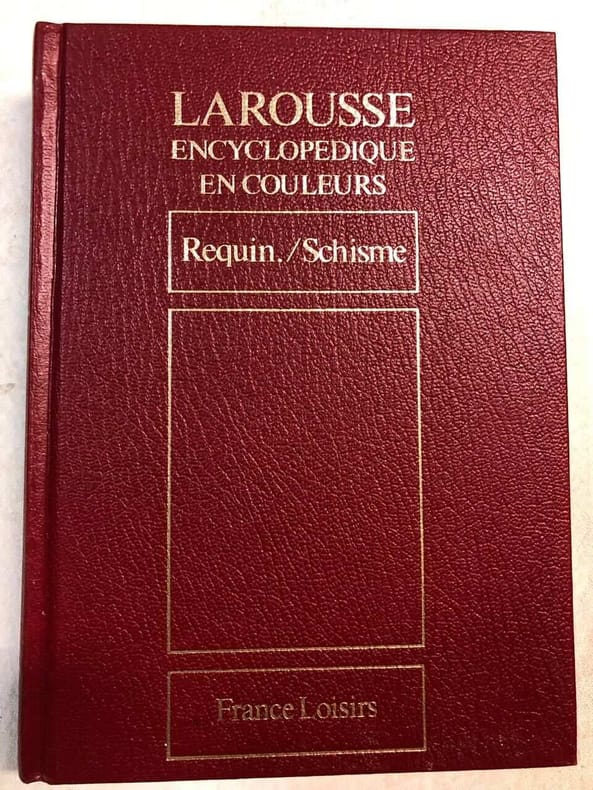 LAROUSSE
ENCYCLOPEDIQUE
EN COULEURS
Requin./Schisme
France Loisirs